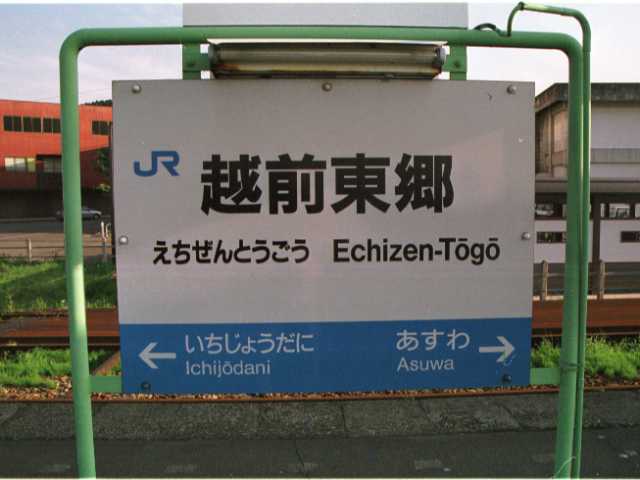 JR 越前東郷
えちぜんとうごう Echizen-Tōgō
← いちじょうだに あすわ →
Ichijōdani Asuwa